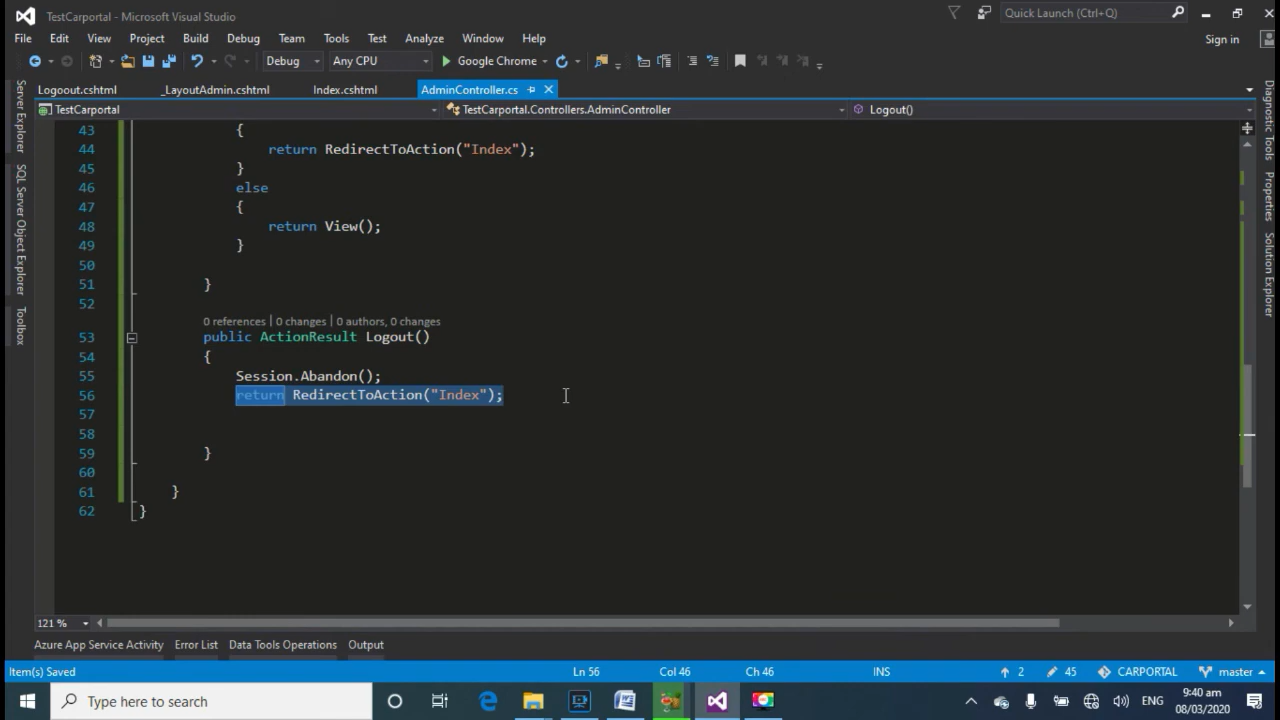 TestCarportal - Microsoft Visual Studio
Quick Launch (Ctrl+Q)
File Edit View Project Build Debug Team Tools Test Analyze Window Help
Sign in
Debug Any CPU Google Chrome
Logoout.cshtml _LayoutAdmin.cshtml Index.cshtml AdminController.cs
TestCarportal TestCarportal.Controllers.AdminController Logout()
Server Explorer
SQL Server Object Explorer
Toolbox
43 {
44 return RedirectToAction("Index");
45 }
46 else
47 {
48 return View();
49 }
50
51 }
52
0 references | 0 changes | 0 authors, 0 changes
53 public ActionResult Logout()
54 {
55 Session.Abandon();
56 return RedirectToAction("Index");
57
58
59 }
60
61 }
62 }
Diagnostic Tools
Properties
Solution Explorer
121 %
Azure App Service Activity Error List Data Tools Operations Output
Item(s) Saved Ln 56 Col 46 Ch 46 INS 2 45 CARPORTAL master
Type here to search
ENG
9:40 am
08/03/2020